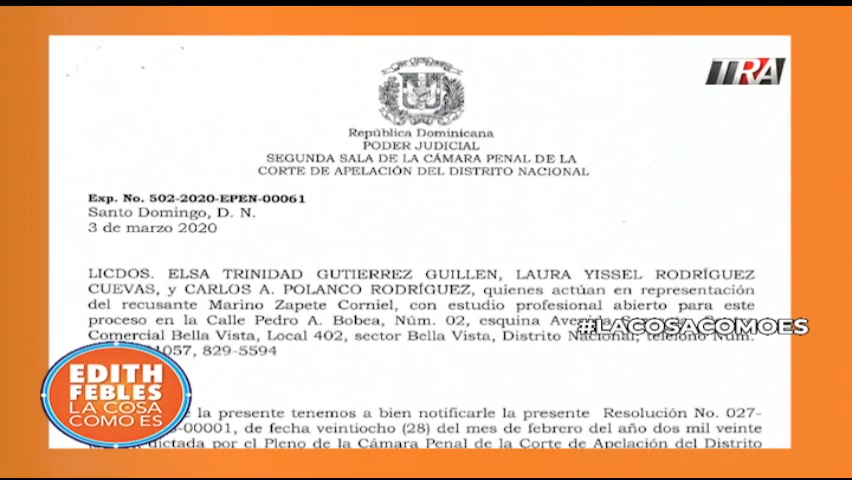 TRA
República Dominicana
PODER JUDICIAL
SEGUNDA SALA DE LA CÁMARA PENAL DE LA
CORTE DE APELACIÓN DEL DISTRITO NACIONAL
Exp. No. 502-2020-EPEN-00061
Santo Domingo, D. N.
3 de marzo 2020
LICDOS. ELSA TRINIDAD GUTIERREZ GUILLEN, LAURA YISSEL RODRÍGUEZ
CUEVAS, y CARLOS A. POLANCO RODRÍGUEZ, quienes actúan en representación
del recusante Marino Zapete Corniel, con estudio profesional abierto para este
proceso en la Calle Pedro A. Bobea, Núm. 02, esquina
#LACOSACOMOES
Comercial Bella Vista, Local 402, sector Bella Vista, Distrito Nacional, teléfono Núm.
1057, 829-5594
EDITH
FEBLES
LA COSA
COMO ES
la presente tenemos a bien notificarle la presente Resolución No. 027-
-00001, de fecha veintiocho (28) del mes de febrero del año dos mil veinte
dictada por el Pleno de la Cámara Penal de la Corte de Apelación del Distrito